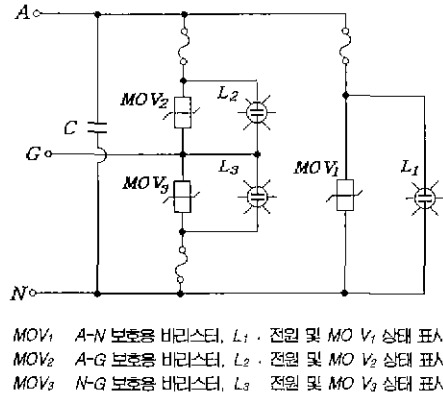 A
MOV₂
L₂
C
G
MOV₃
L₃
MOV₁
L₁
N
MOV₁ A-N 보호용 바리스터, L₁ · 전원 및 MO V₁ 상태 표시
MOV₂ A-G 보호용 바리스터, L₂ · 전원 및 MO V₂ 상태 표시
MOV₃ N-G 보호용 바리스터, L₃ 전원 및 MO V₃ 상태 표시